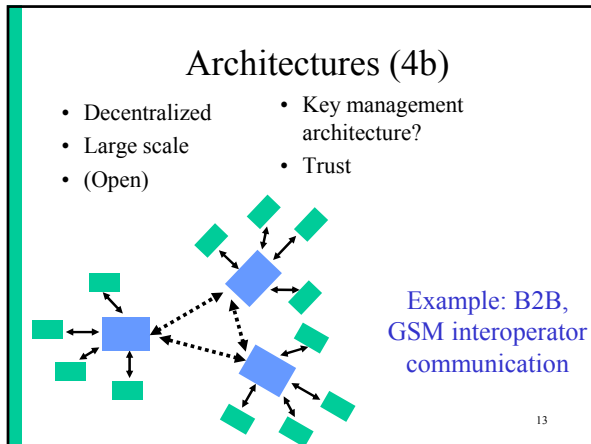 Architectures (4b)
• Decentralized
• Large scale
• (Open)
• Key management
architecture?
• Trust
Example: B2B,
GSM interoperator
communication
13